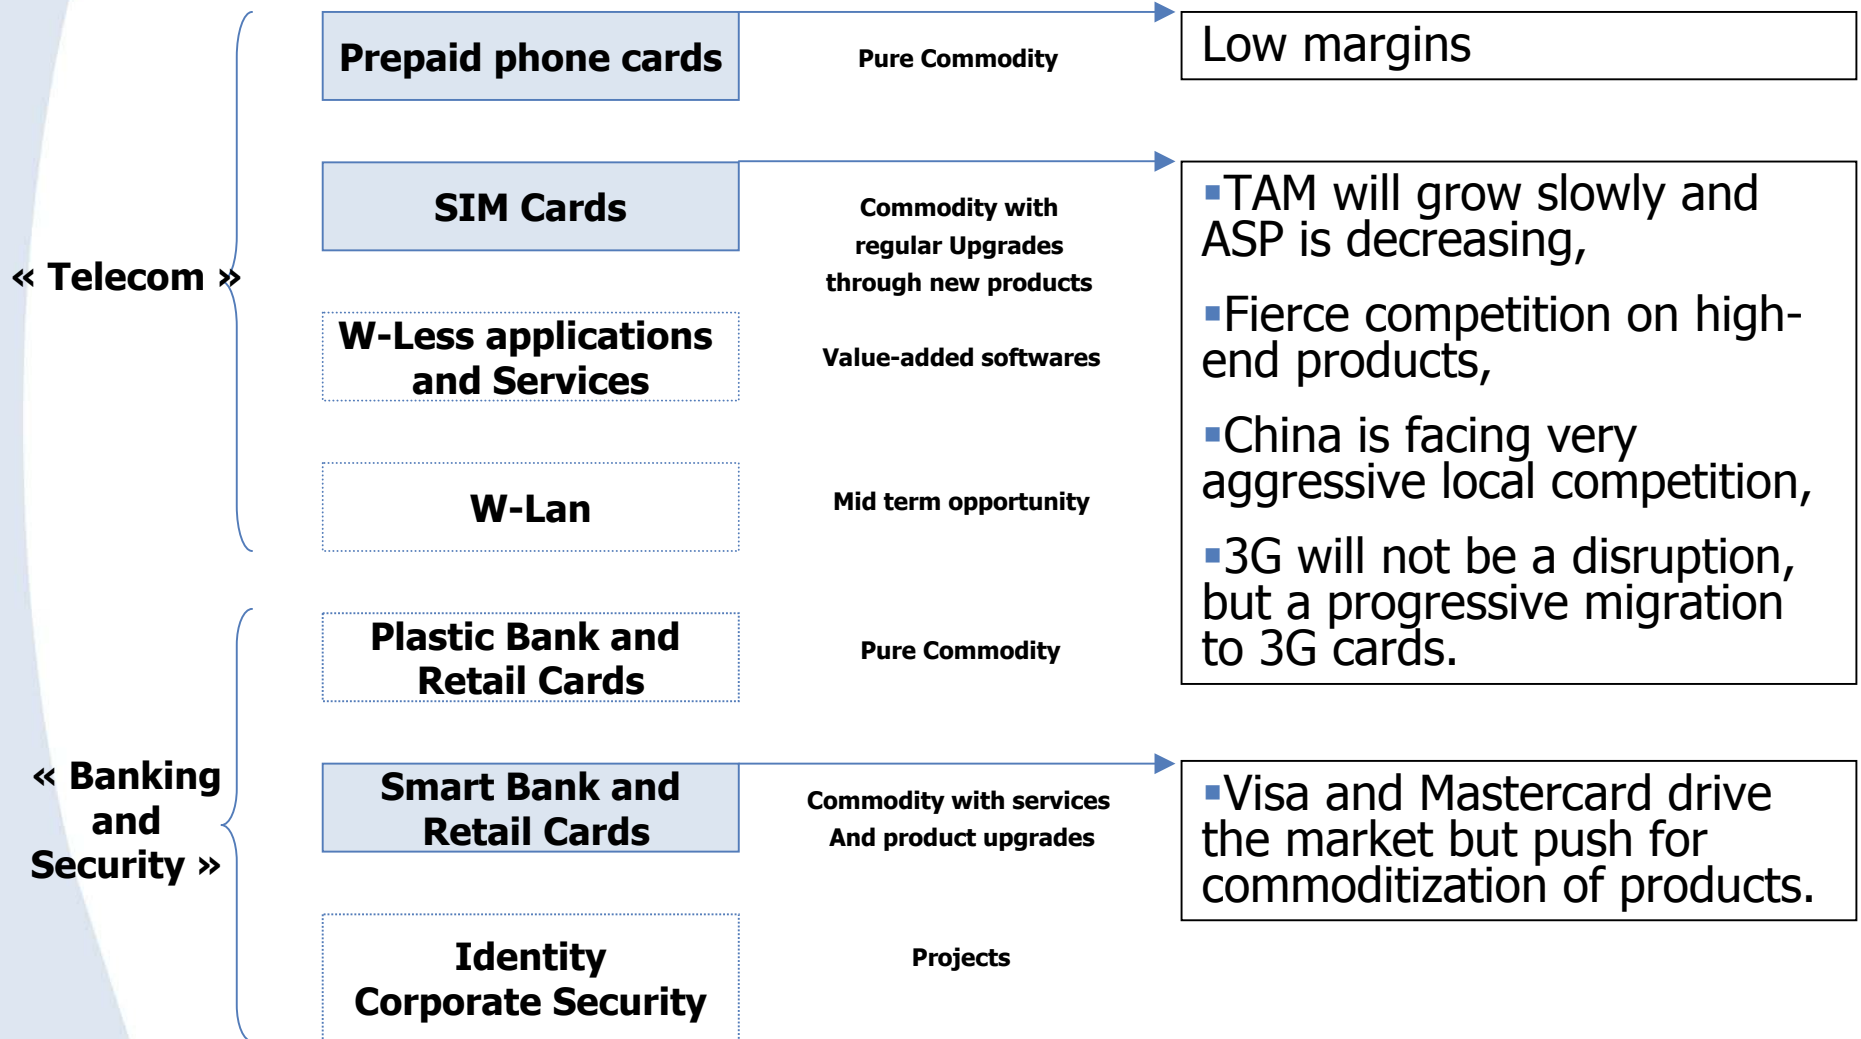 Prepaid phone cards
Pure Commodity
Low margins
« Telecom »
SIM Cards
Commodity with
regular Upgrades
through new products
W-Less applications
and Services
Value-added softwares
W-Lan
Mid term opportunity
▪TAM will grow slowly and
ASP is decreasing,
▪Fierce competition on high-
end products,
▪China is facing very
aggressive local competition,
▪3G will not be a disruption,
but a progressive migration
to 3G cards.
« Banking
and
Security »
Plastic Bank and
Retail Cards
Pure Commodity
Smart Bank and
Retail Cards
Commodity with services
And product upgrades
▪Visa and Mastercard drive
the market but push for
commoditization of products.
Identity
Corporate Security
Projects